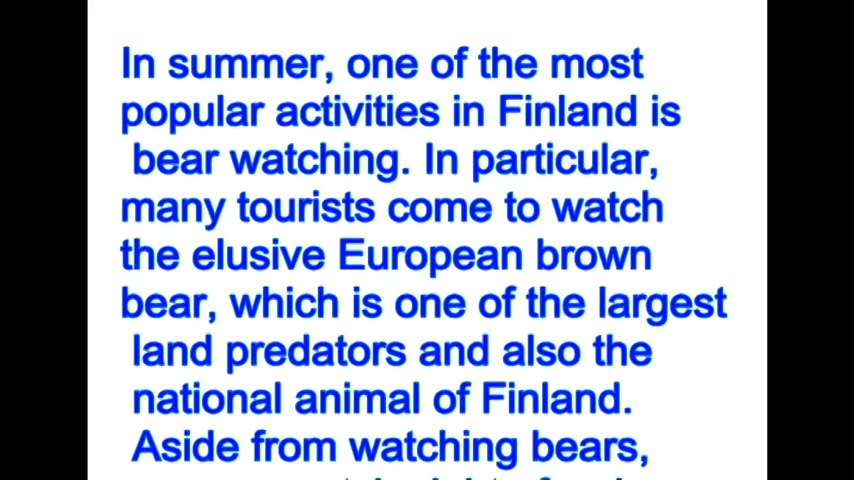 In summer, one of the most
popular activities in Finland is
bear watching. In particular,
many tourists come to watch
the elusive European brown
bear, which is one of the largest
land predators and also the
national animal of Finland.
Aside from watching bears,